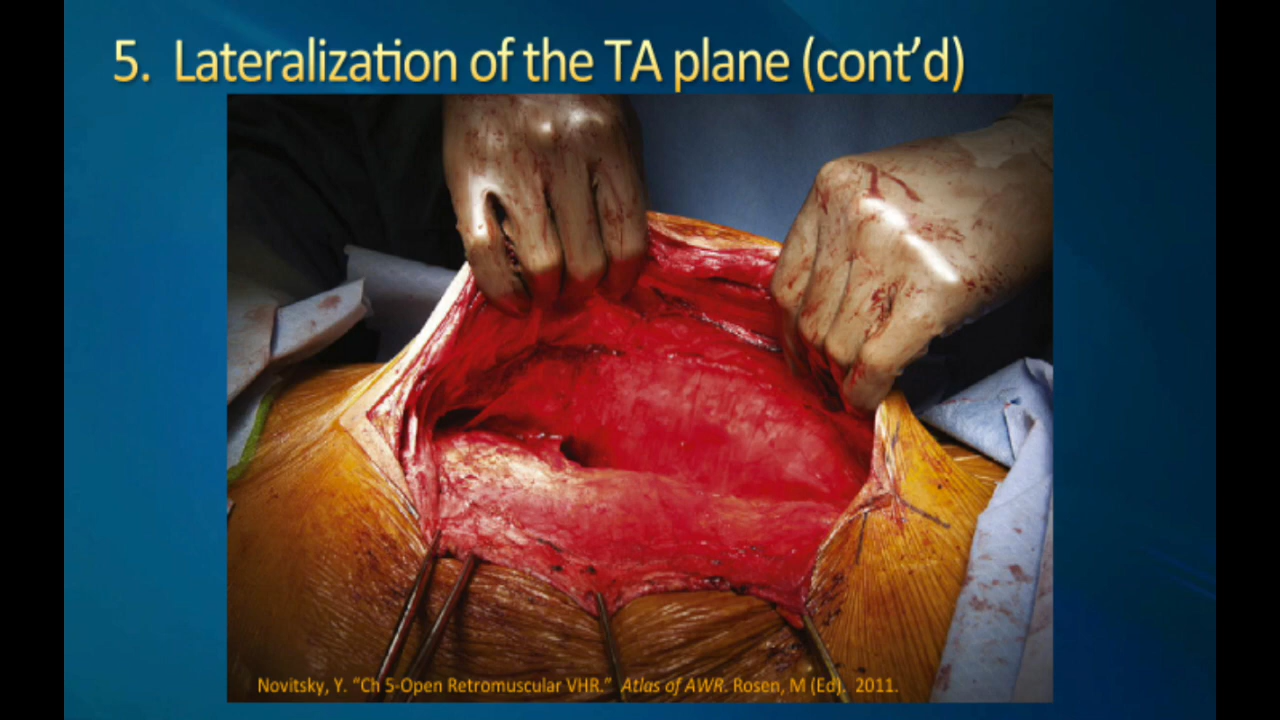 5. Lateralization of the TA plane (cont'd)
Novitsky, Y. "Ch 5-Open Retromuscular VHR." Atlas of AWR. Rosen, M (Ed). 2011.